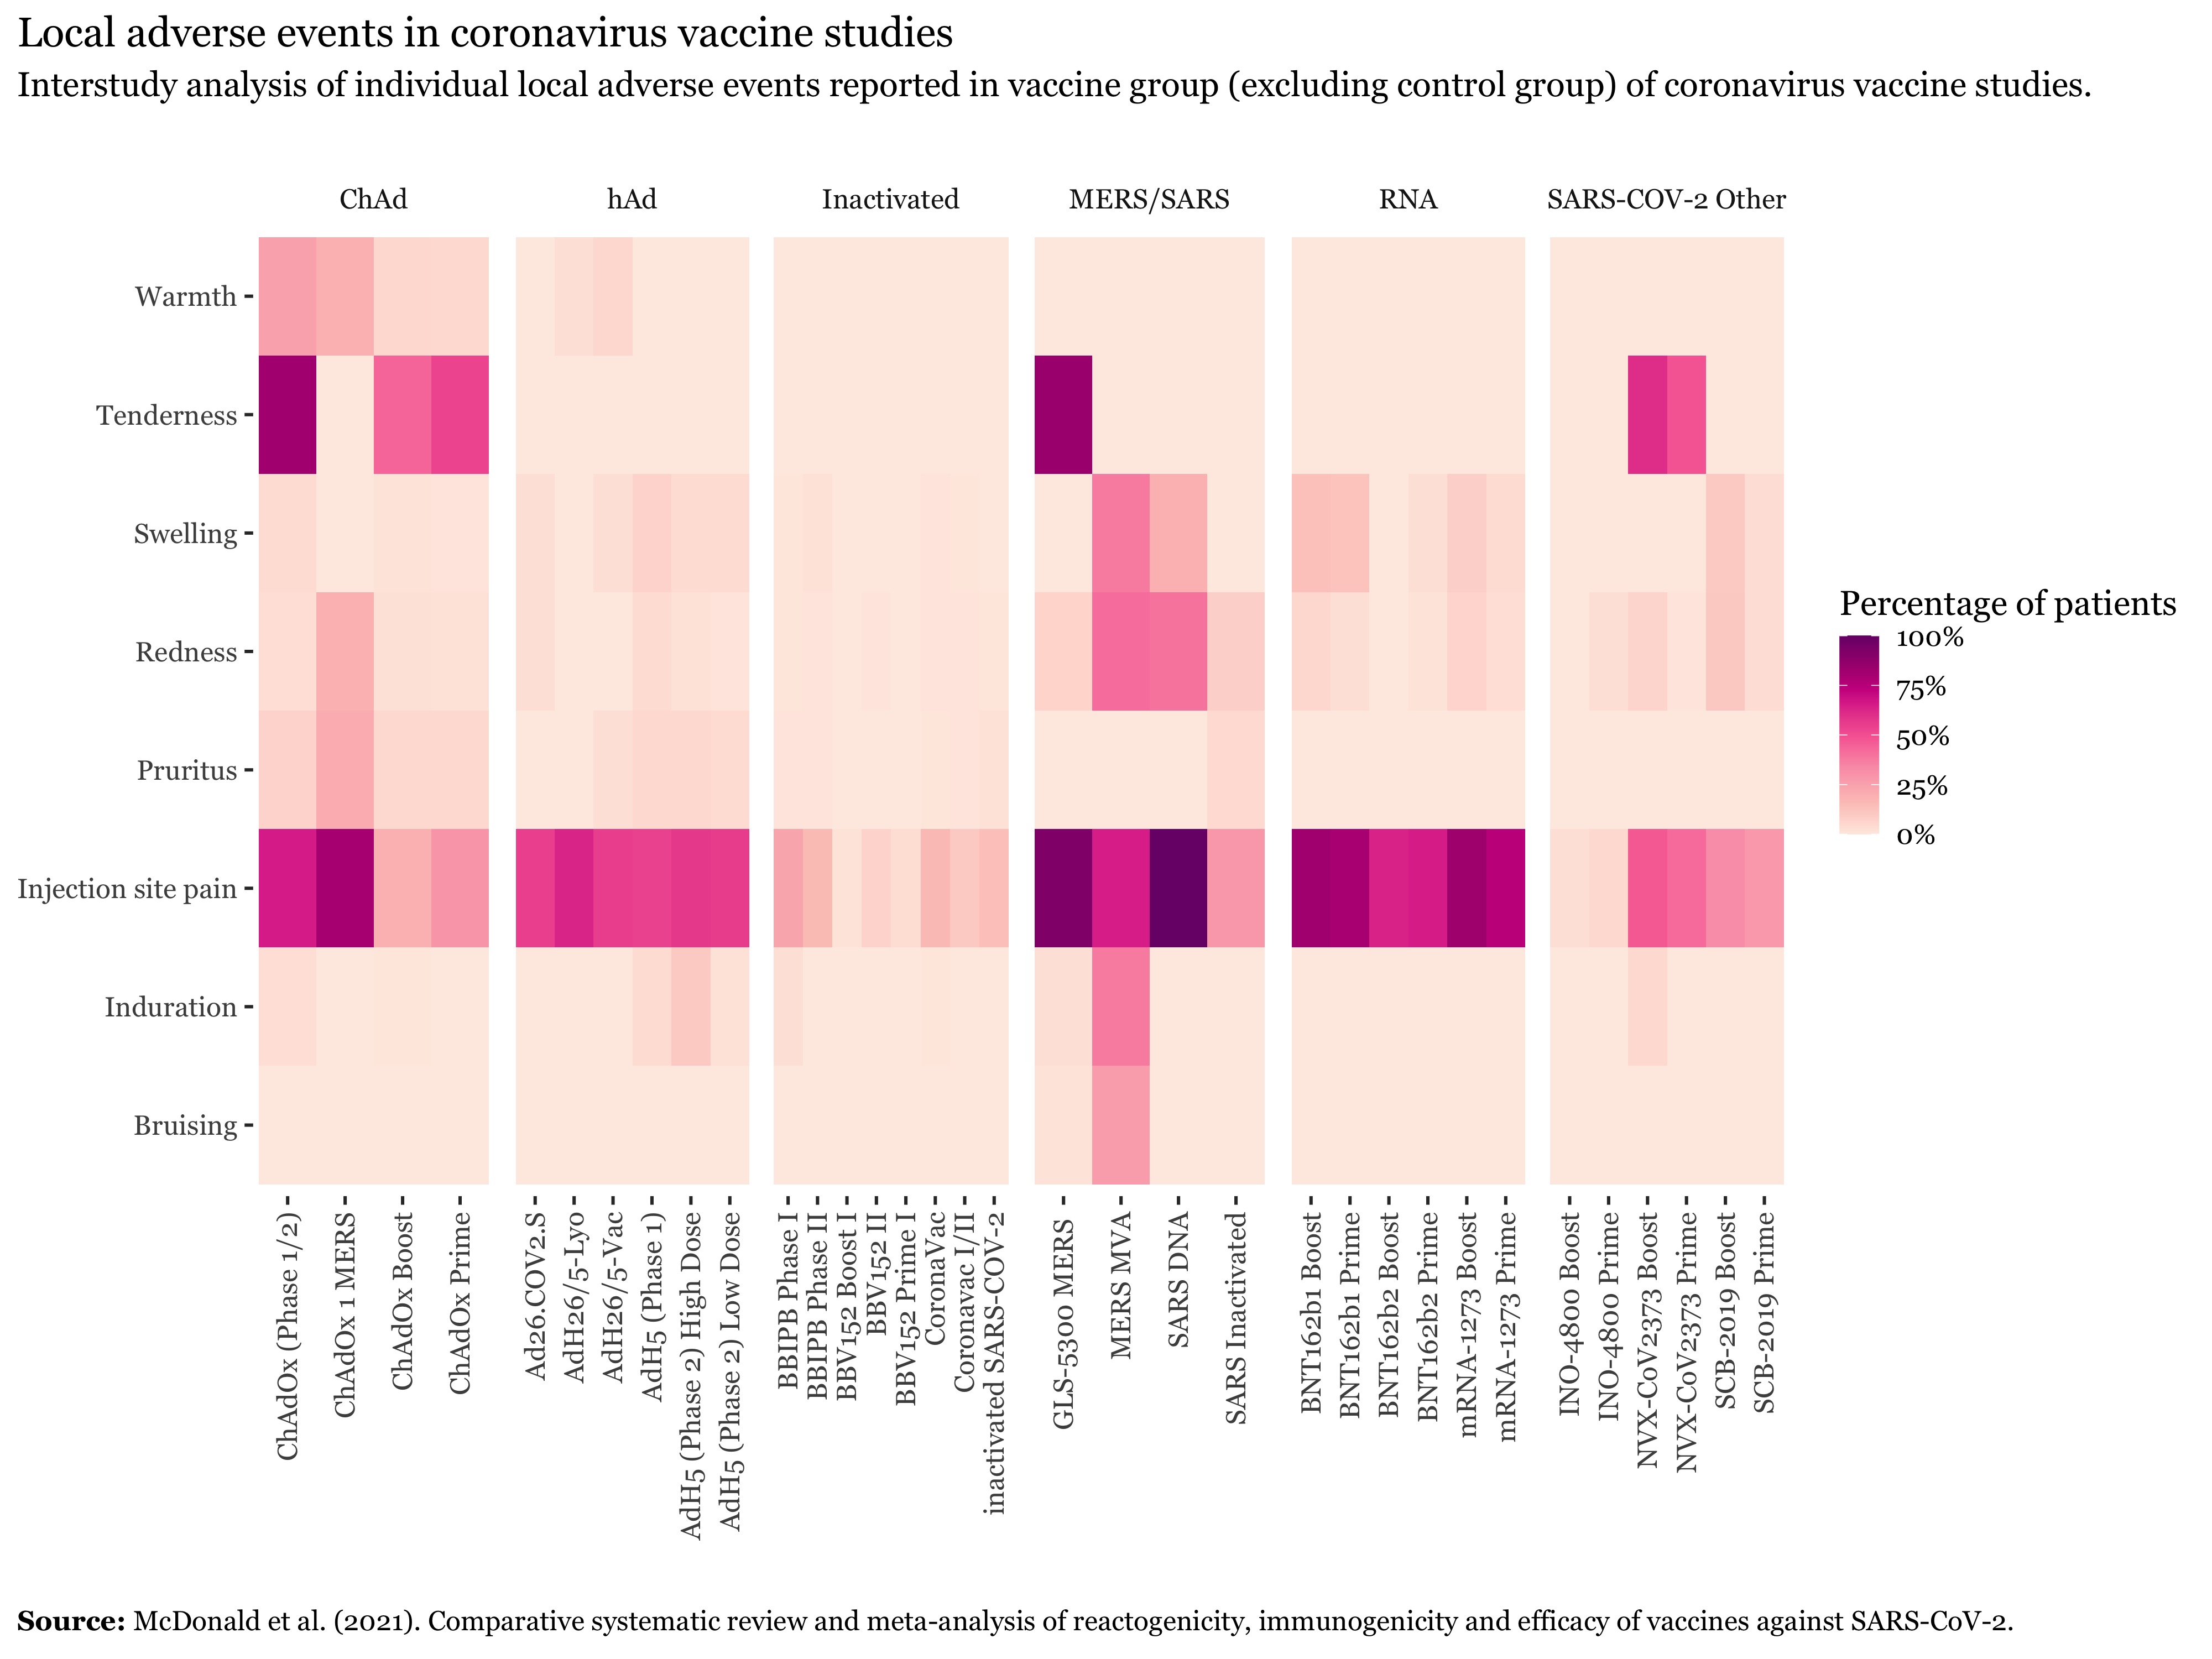 Local adverse events in coronavirus vaccine studies
Interstudy analysis of individual local adverse events reported in vaccine group (excluding control group) of coronavirus vaccine studies.
ChAd
hAd
Inactivated
MERS/SARS
RNA
SARS-COV-2 Other
Warmth
Tenderness
Swelling
Redness
Pruritus
Injection site pain
Induration
Bruising
Percentage of patients
100%
75%
50%
25%
0%
ChAdOx (Phase 1/2)
ChAdOx 1 MERS
ChAdOx Boost
ChAdOx Prime
Ad26.COV2.S
AdH26/5-Lyo
AdH26/5-Vac
AdH5 (Phase 1)
AdH5 (Phase 2) High Dose
AdH5 (Phase 2) Low Dose
BBIPB Phase I
BBIPB Phase II
BBV152 Boost I
BBV152 II
BBV152 Prime I
CoronaVac
Coronavac I/II
inactivated SARS-COV-2
GLS-5300 MERS
MERS MVA
SARS DNA
SARS Inactivated
BNT162b1 Boost
BNT162b1 Prime
BNT162b2 Boost
BNT162b2 Prime
mRNA-1273 Boost
mRNA-1273 Prime
INO-4800 Boost
INO-4800 Prime
NVX-CoV2373 Boost
NVX-CoV2373 Prime
SCB-2019 Boost
SCB-2019 Prime
Source: McDonald et al. (2021). Comparative systematic review and meta-analysis of reactogenicity, immunogenicity and efficacy of vaccines against SARS-CoV-2.